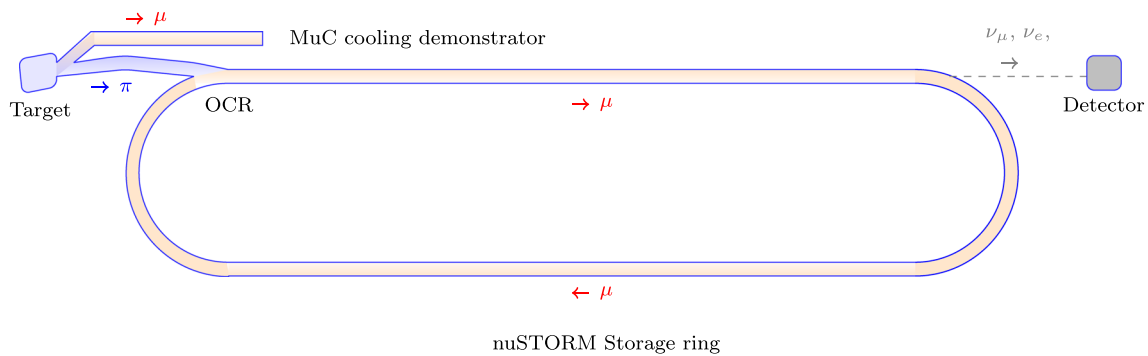 → μ
MuC cooling demonstrator
ν_μ, ν_e,
→
→ π
Target
OCR
→ μ
Detector
← μ
nuSTORM Storage ring